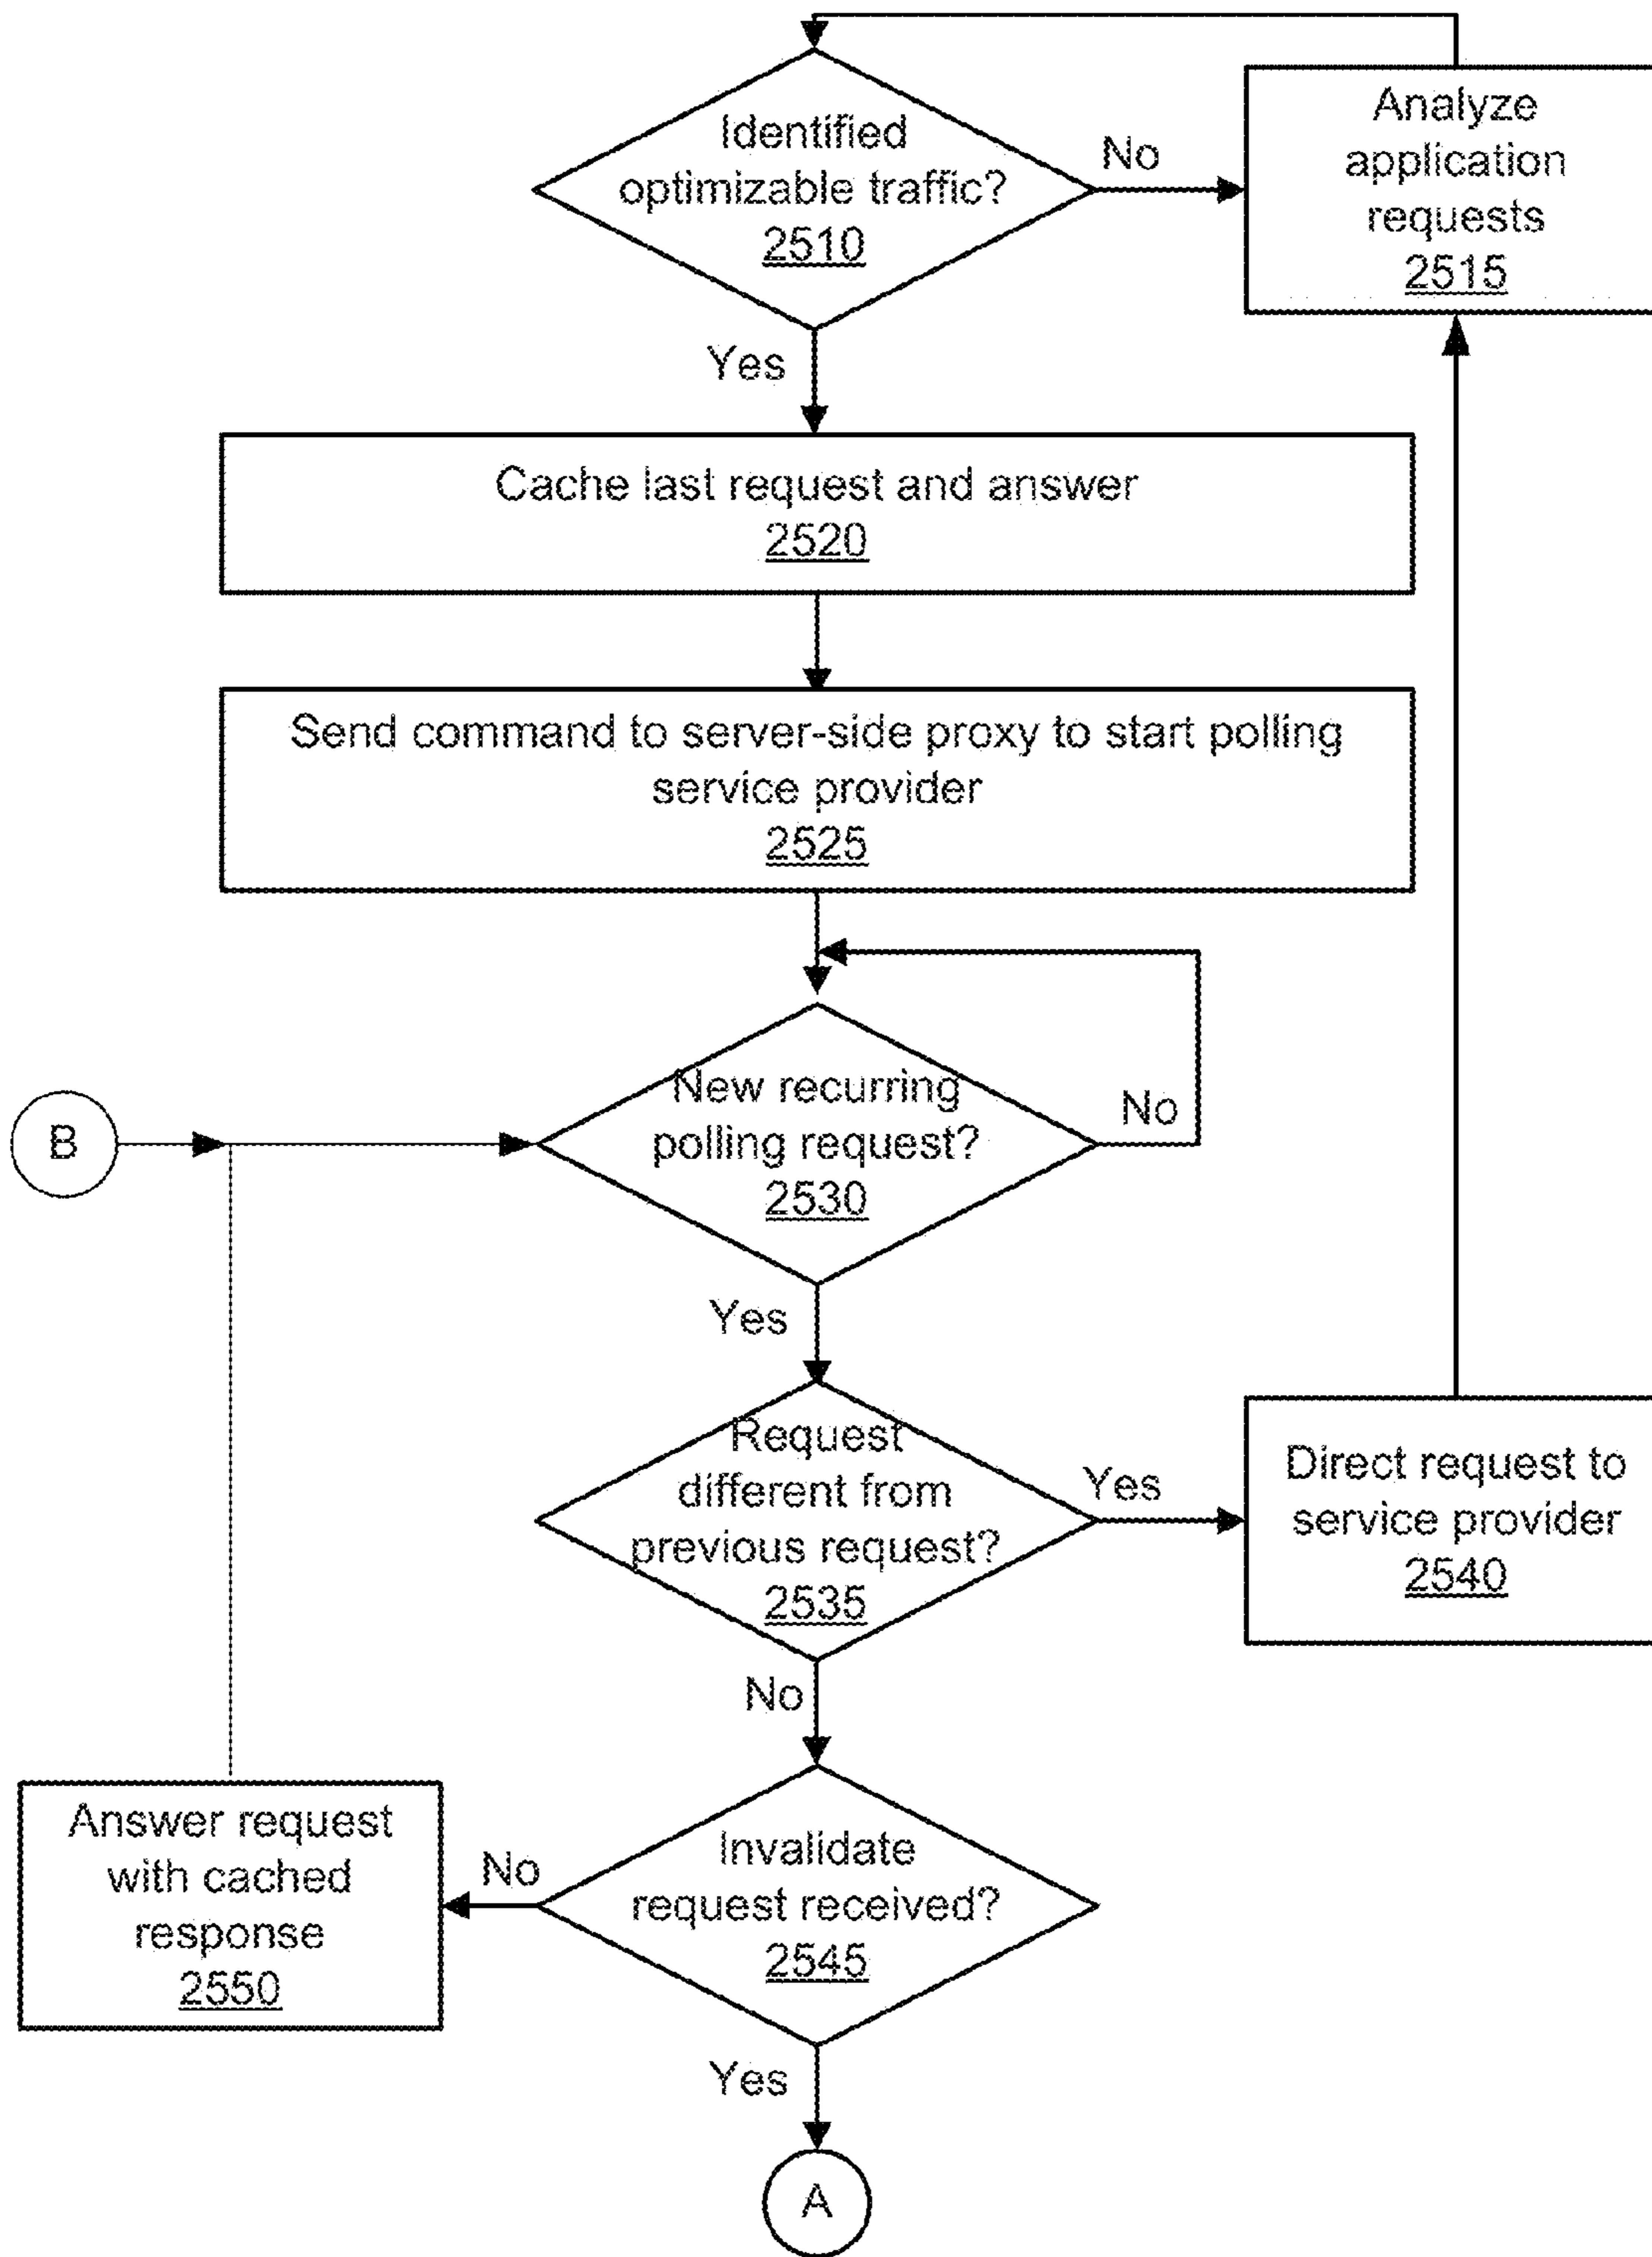 Identified
optimizable traffic?
2510
No
Analyze
application
requests
2515
Yes
Cache last request and answer
2520
Send command to server-side proxy to start polling
service provider
2525
B
New recurring
polling request?
2530
No
Yes
Request
different from
previous request?
2535
Yes
Direct request to
service provider
2540
No
Answer request
with cached
response
2550
No
Invalidate
request received?
2545
Yes
A